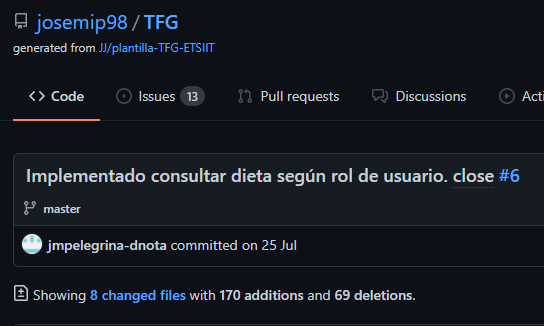 josemip98 / TFG
generated from JJ/plantilla-TFG-ETSIIT
Code Issues 13 Pull requests Discussions Acti
Implementado consultar dieta según rol de usuario. close #6
master
jmpelegrina-dnota committed on 25 Jul
Showing 8 changed files with 170 additions and 69 deletions.